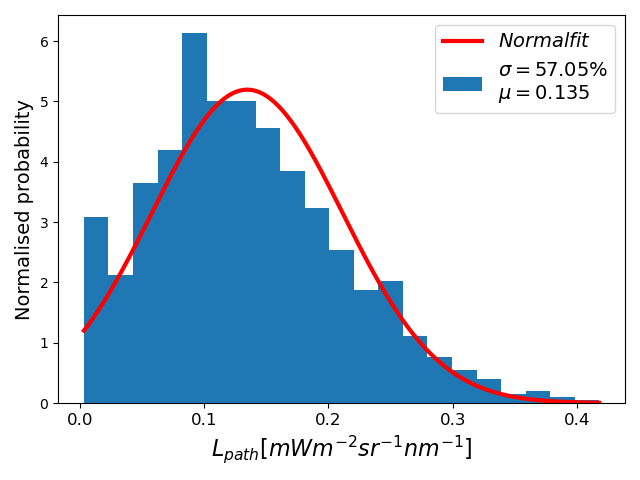 Normalfit
σ = 57.05%
μ = 0.135
Normalised probability
6
5
4
3
2
1
0
0.0 0.1 0.2 0.3 0.4
L_path[mWm⁻²sr⁻¹nm⁻¹]